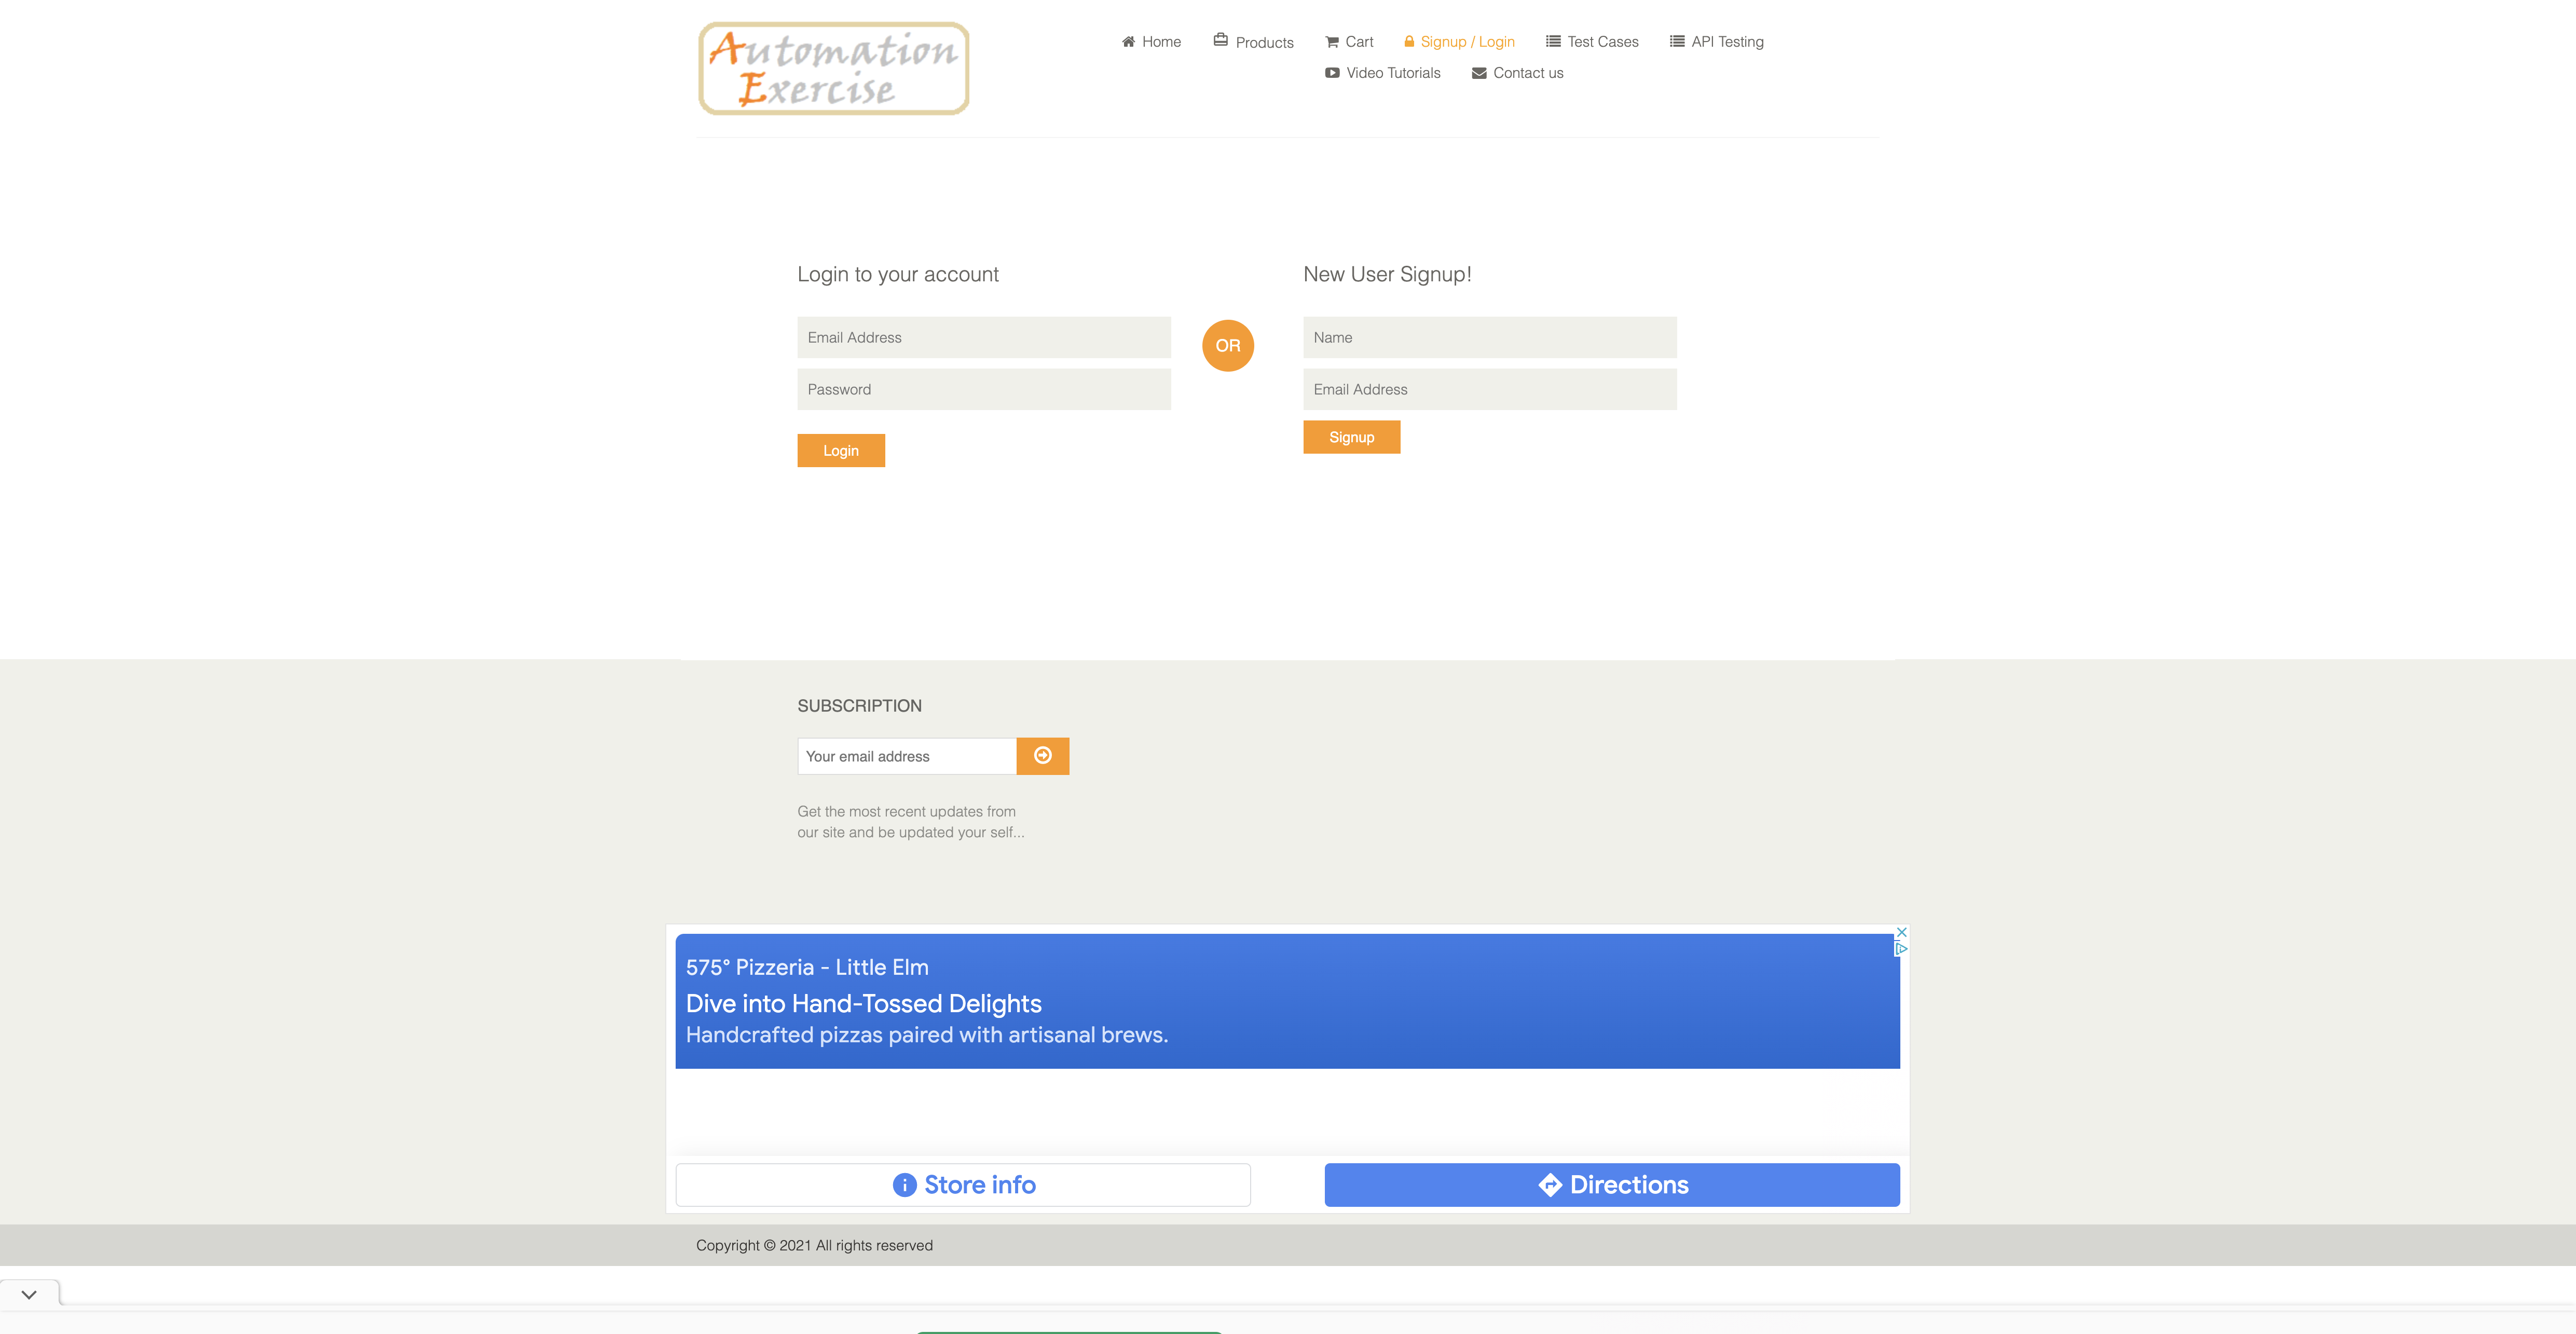 Automation
Exercise
Home
Products
Cart
Signup / Login
Test Cases
API Testing
Video Tutorials
Contact us
Login to your account
Email Address
Password
Login
OR
New User Signup!
Name
Email Address
Signup
SUBSCRIPTION
Your email address
Get the most recent updates from
our site and be updated your self...
575° Pizzeria - Little Elm
Dive into Hand-Tossed Delights
Handcrafted pizzas paired with artisanal brews.
Store info
Directions
Copyright © 2021 All rights reserved